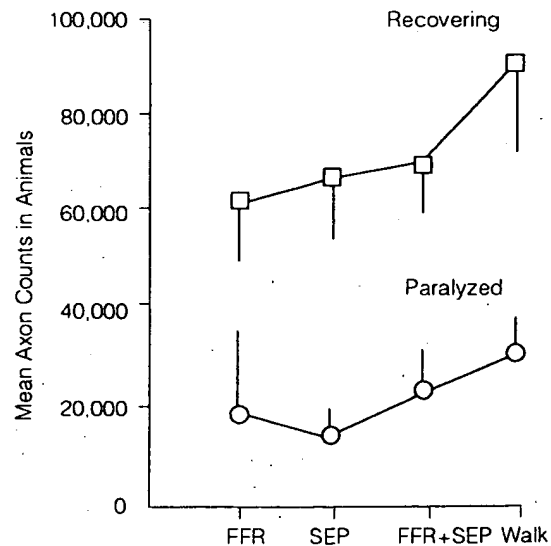 100,000
Recovering
80,000
60,000
Paralyzed
40,000
20,000
0
FFR SEP FFR+SEP Walk
Mean Axon Counts in Animals